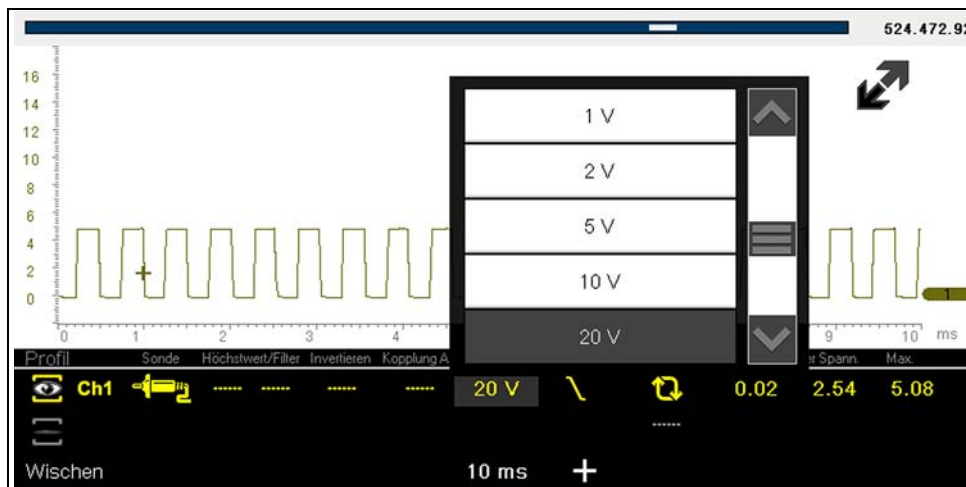 524.472.92
16
14
12
10
8
6
4
2
0
1 V
2 V
5 V
10 V
20 V
1
0 1 2 3 4 9 10 ms
Profil Sonde Höchstwert/Filter Invertieren Kopplung A er Spann. Max.
Ch1 ------ ------ ------ ------ 20 V 0.02 2.54 5.08
------
Wischen 10 ms +